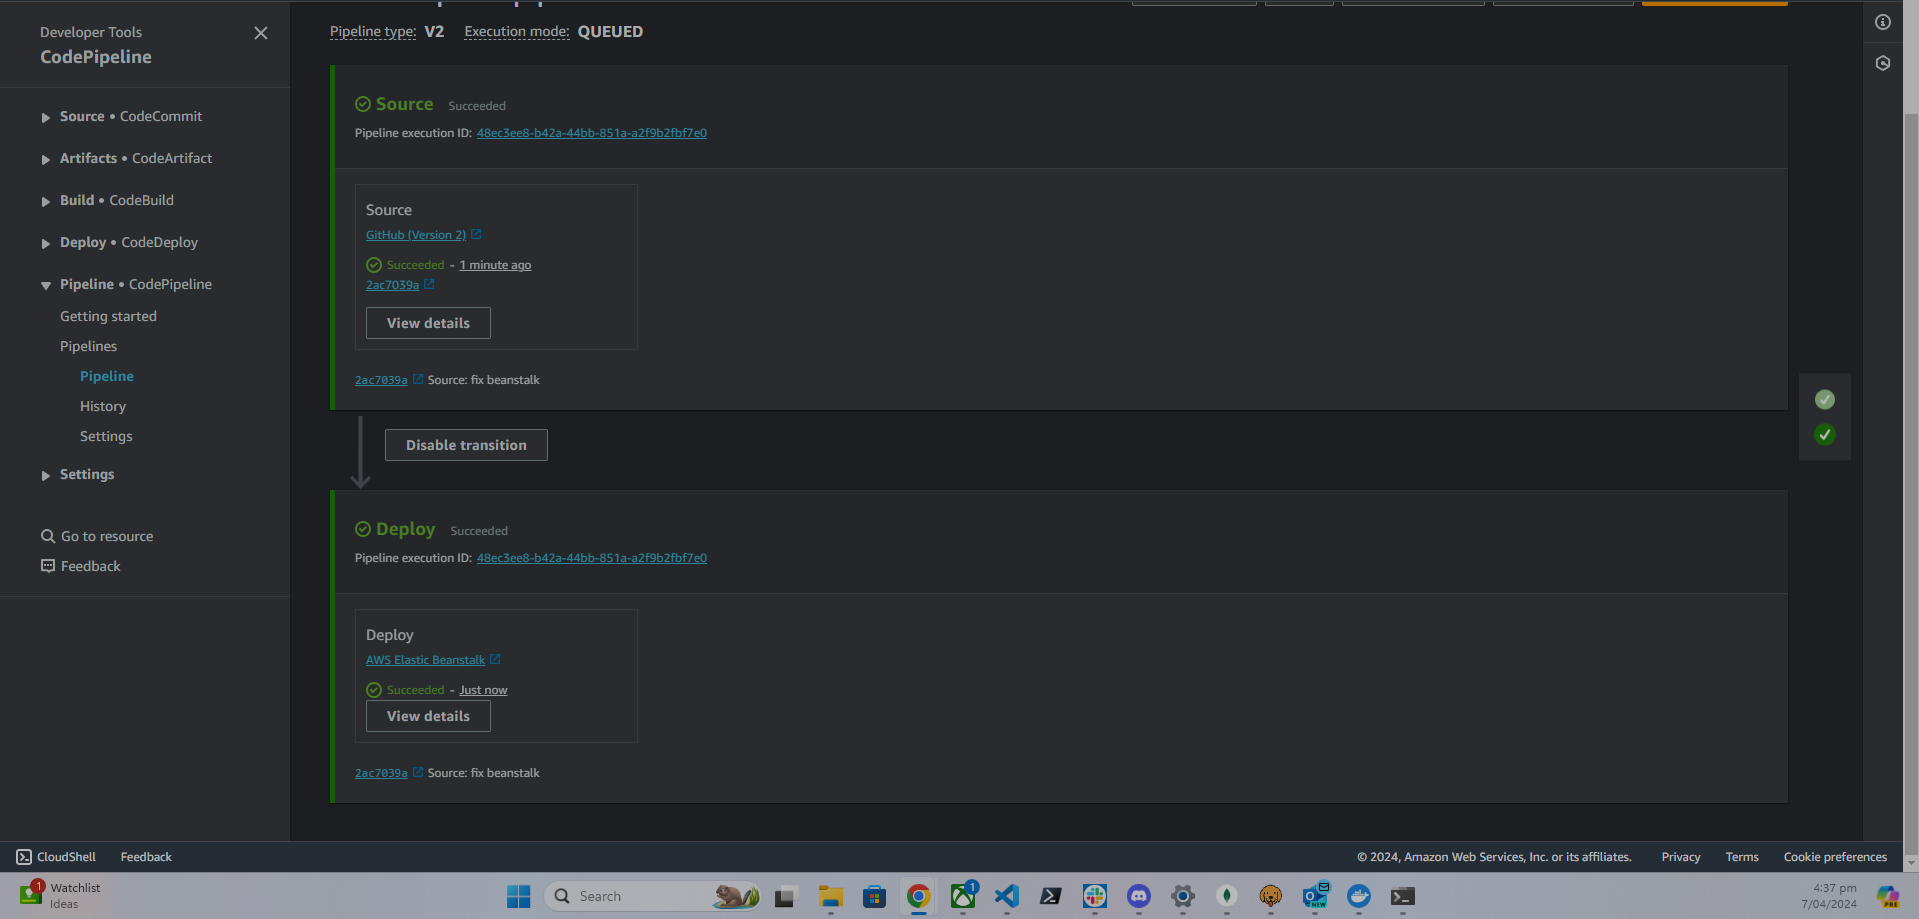 Developer Tools
CodePipeline
Source • CodeCommit
Artifacts • CodeArtifact
Build • CodeBuild
Deploy • CodeDeploy
Pipeline • CodePipeline
Getting started
Pipelines
Pipeline
History
Settings
Settings
Go to resource
Feedback
Pipeline type: V2 Execution mode: QUEUED
Source Succeeded
Pipeline execution ID: 48ec3ee8-b42a-44bb-851a-a2f9b2fbf7e0
Source
GitHub (Version 2)
Succeeded - 1 minute ago
2ac7039a
View details
2ac7039a Source: fix beanstalk
Disable transition
Deploy Succeeded
Pipeline execution ID: 48ec3ee8-b42a-44bb-851a-a2f9b2fbf7e0
Deploy
AWS Elastic Beanstalk
Succeeded - Just now
View details
2ac7039a Source: fix beanstalk
CloudShell Feedback © 2024, Amazon Web Services, Inc. or its affiliates. Privacy Terms Cookie preferences
1 Watchlist
Ideas
Search
1
NEW
4:37 pm
7/04/2024
PRE